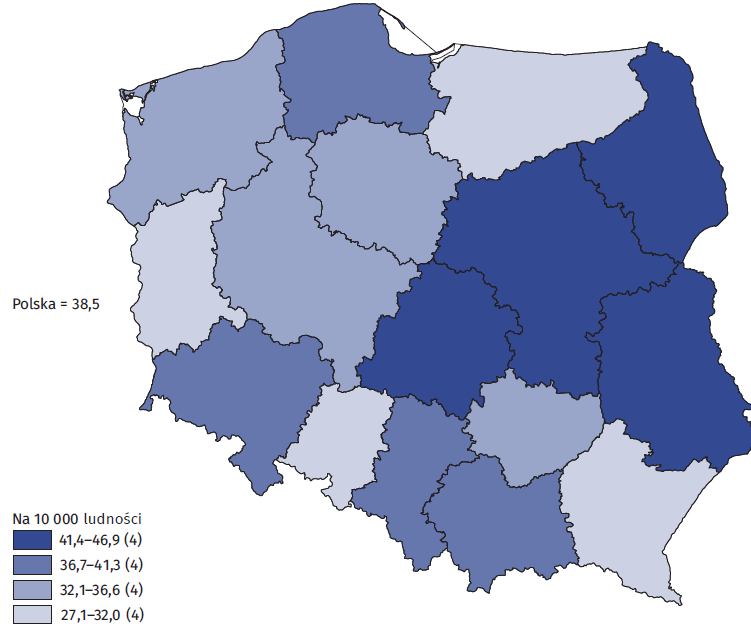 Polska = 38,5
Na 10 000 ludności
41,4–46,9 (4)
36,7–41,3 (4)
32,1–36,6 (4)
27,1–32,0 (4)